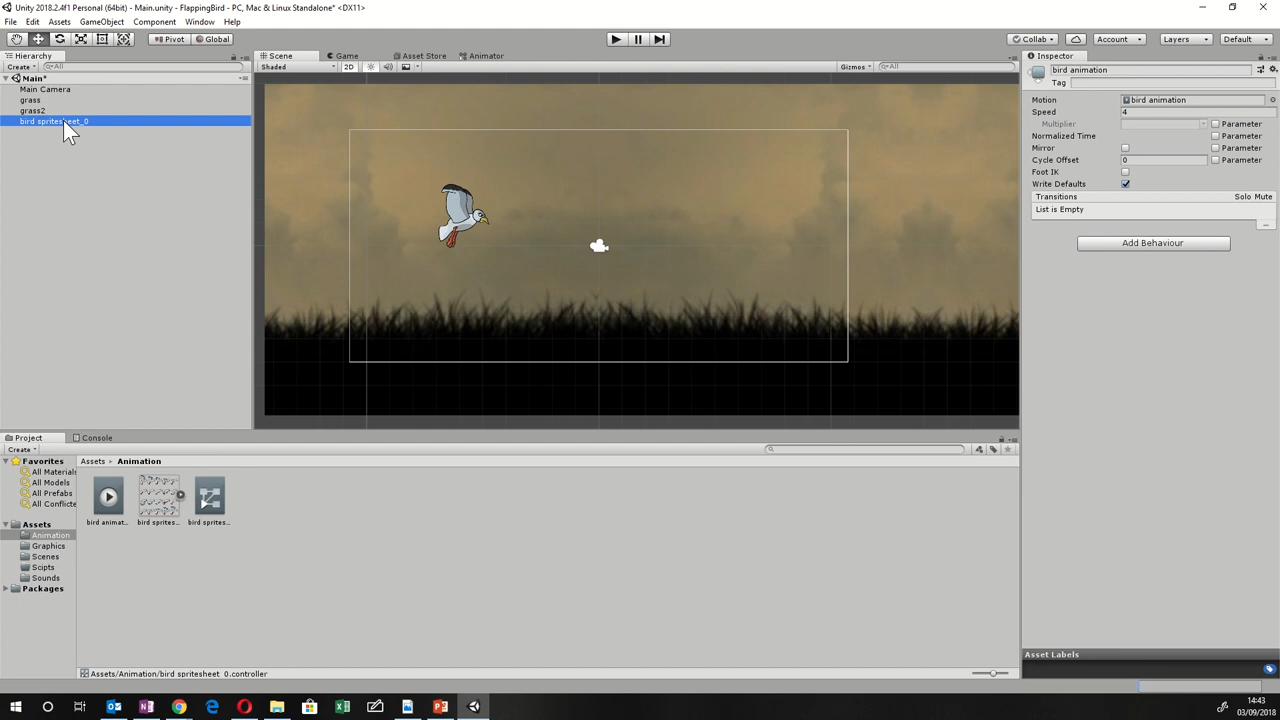 Unity 2018.2.4f1 Personal (64bit) - Main.unity - FlappingBird - PC, Mac & Linux Standalone* <DX11>
File Edit Assets GameObject Component Window Help
Pivot Global Collab Account Layers Default
Hierarchy Scene Game Asset Store Animator Inspector
Create All Shaded 2D Gizmos All
bird animation
Main*
Tag
Main Camera
grass
grass2
bird spritesheet_0
Motion bird animation
Speed 4
Multiplier Parameter
Normalized Time Parameter
Mirror Parameter
Cycle Offset 0 Parameter
Foot IK
Write Defaults
Transitions Solo Mute
List is Empty
Add Behaviour
Project Console
Create
Favorites
All Materials
All Models
All Prefabs
All Conflicte
Assets
Animation
Graphics
Scenes
Scipts
Sounds
Packages
Assets Animation
bird animat... bird sprites... bird sprites...
Assets/Animation/bird spritesheet_0.controller
Asset Labels
14:43
03/09/2018